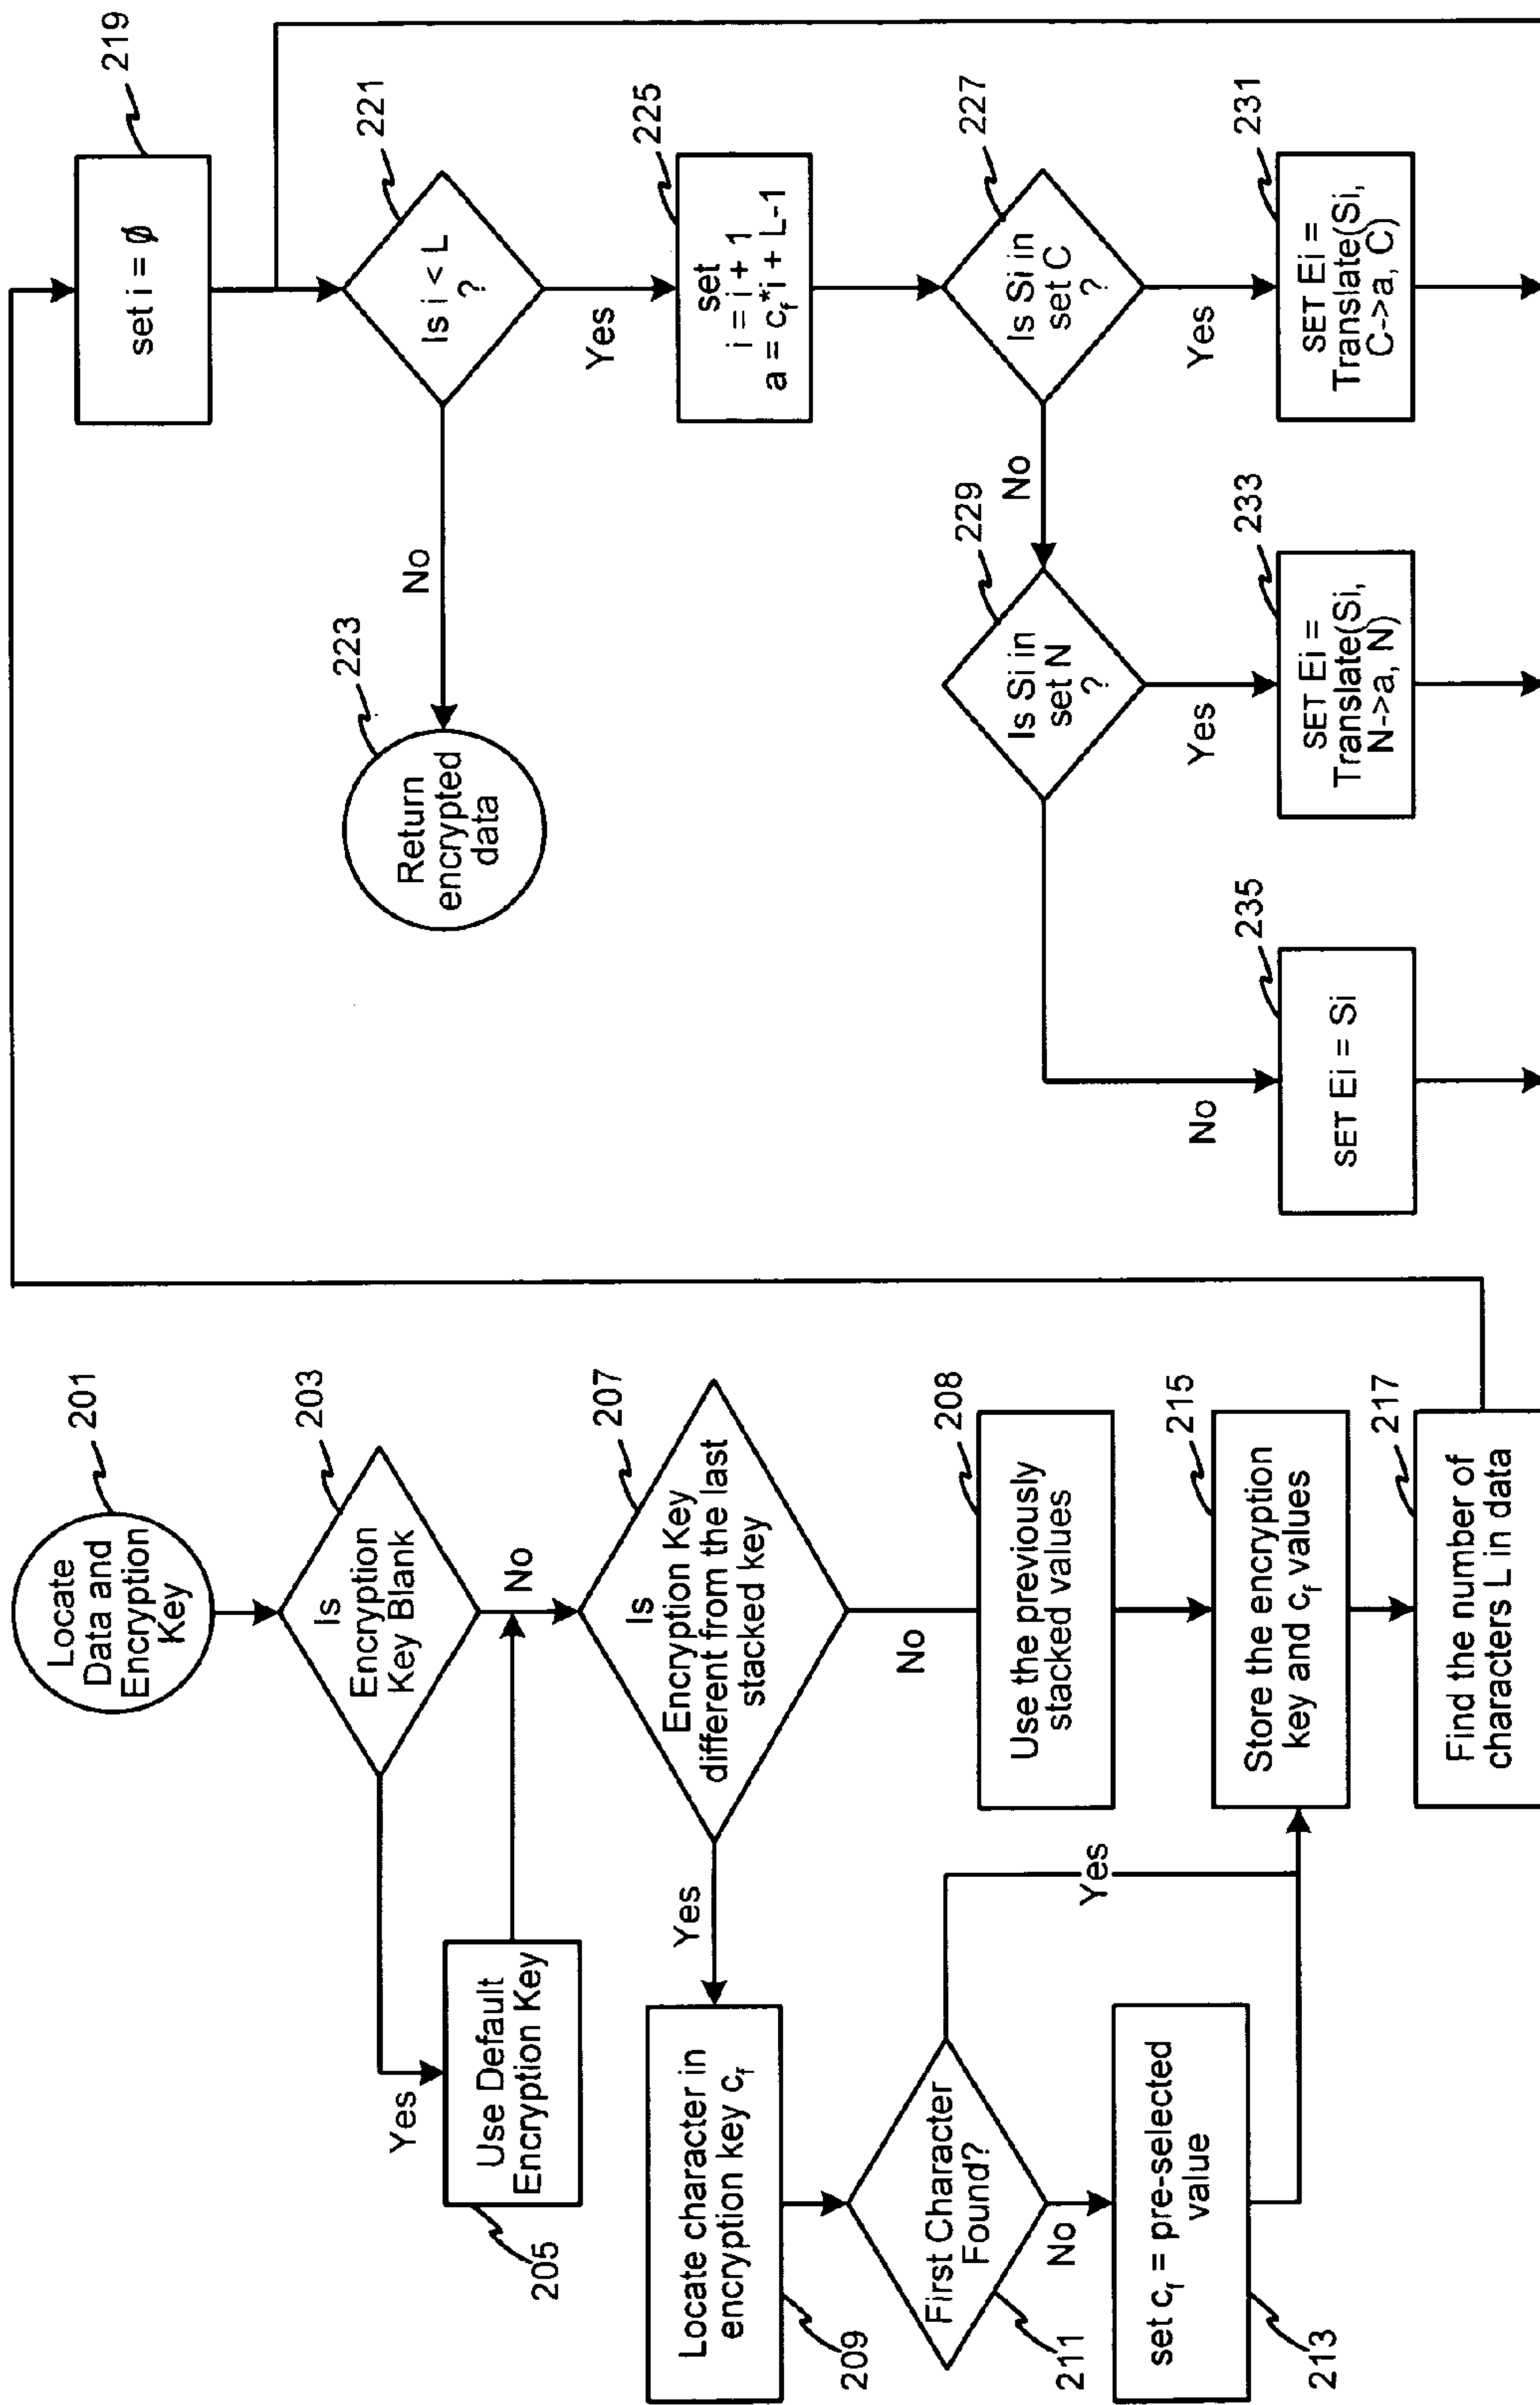 Locate
Data and
Encryption
Key
201
Is
Encryption
Key Blank
203
Yes
No
Use Default
Encryption Key
205
Is
Encryption Key
different from the last
stacked key
207
Yes
No
Use the previously
stacked values
208
Locate character in
encryption key cf
209
First Character
Found?
211
Yes
No
set cf = pre-selected
value
213
Store the encryption
key and cf values
215
Find the number of
characters L in data
217
set i = ø
219
Is i < L
?
221
No
Yes
Return
encrypted
data
223
set
i = i + 1
a = cf*i + L-1
225
Is Si in
set C
?
227
No
Yes
Is Si in
set N
?
229
No
Yes
SET Ei =
Translate(Si,
C->a, C)
231
SET Ei =
Translate(Si,
N->a, N)
233
SET Ei = Si
235